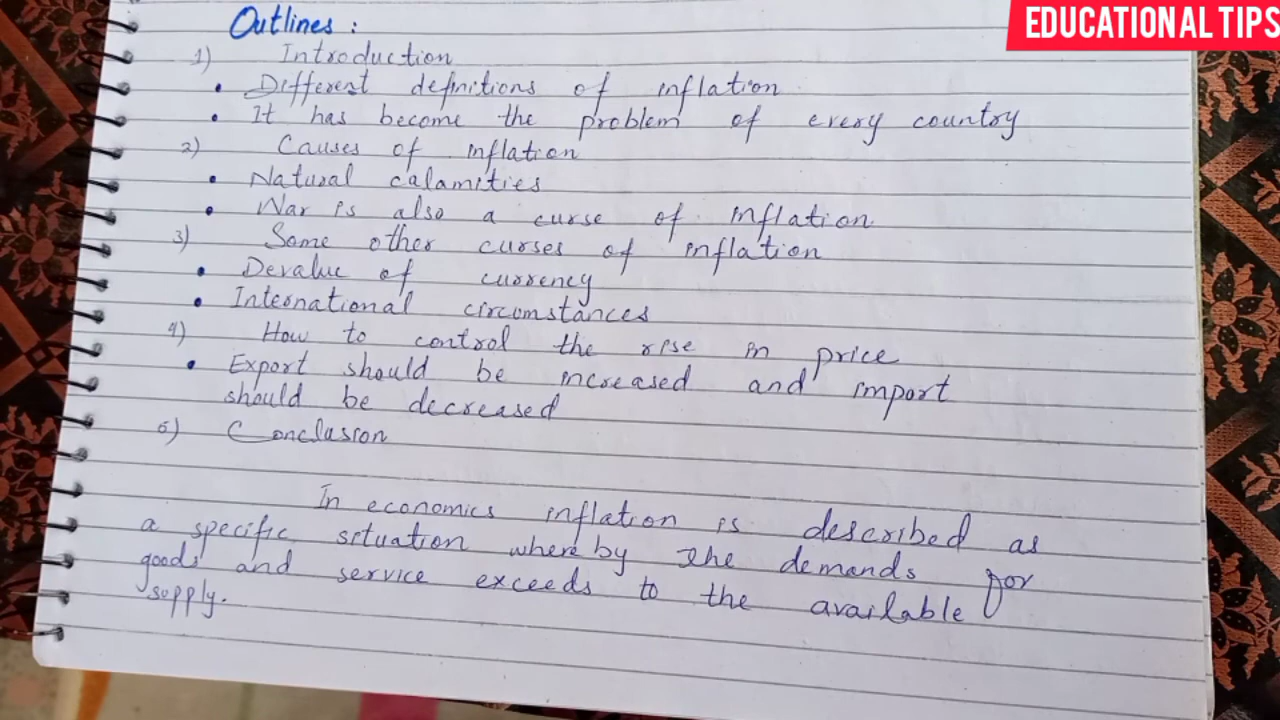 EDUCATIONAL TIPS
Outlines :
1) Introduction
• Different definitions of inflation
• It has become the problem of every country
2) Causes of inflation
• Natural calamities
• War is also a curse of inflation
3) Some other curses of inflation
• Devalue of currency
• International circumstances
4) How to control the rise in price
• Export should be increased and import
should be decreased
5) Conclusion
In economics inflation is described as
a specific situation where by the demands for
goods and service exceeds to the available
supply.